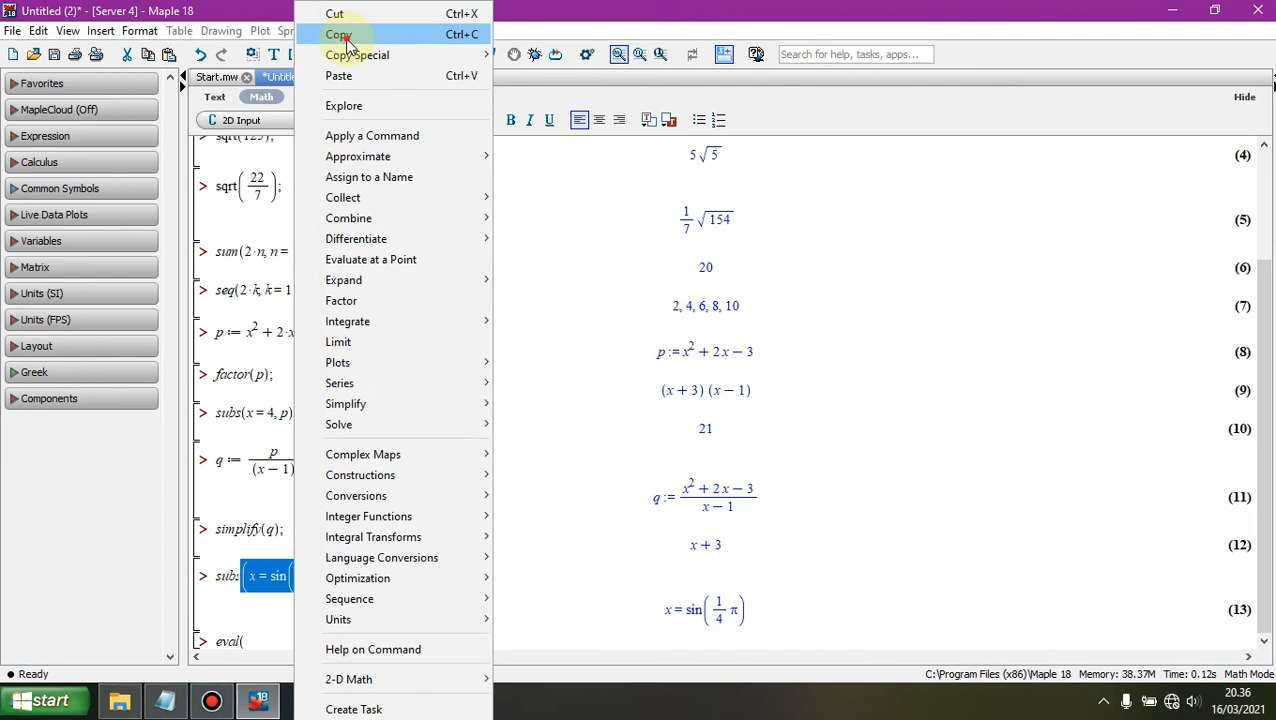 Untitled (2)* - [Server 4] - Maple 18
File Edit View Insert Format Table Drawing Plot
Search for help, tasks, apps...
Start.mw *Untitle
Text Math Hide
C 2D Input B I U
Favorites
MapleCloud (Off)
Expression
Calculus
Common Symbols
Live Data Plots
Variables
Matrix
Units (SI)
Units (FPS)
Layout
Greek
Components
> sqrt(22/7);
> sum(2·n, n =
> seq(2·k, k = 1
> p := x² + 2·x
> factor(p);
> subs(x = 4, p)
> q := p/(x − 1)
> simplify(q);
> subs(x = sin(
> eval(
Cut Ctrl+X
Copy Ctrl+C
Copy Special
Paste Ctrl+V
Explore
Apply a Command
Approximate
Assign to a Name
Collect
Combine
Differentiate
Evaluate at a Point
Expand
Factor
Integrate
Limit
Plots
Series
Simplify
Solve
Complex Maps
Constructions
Conversions
Integer Functions
Integral Transforms
Language Conversions
Optimization
Sequence
Units
Help on Command
2-D Math
Create Task
5√5 (4)
1/7 √154 (5)
20 (6)
2, 4, 6, 8, 10 (7)
p := x² + 2 x − 3 (8)
(x + 3) (x − 1) (9)
21 (10)
q := (x² + 2 x − 3)/(x − 1) (11)
x + 3 (12)
x = sin(1/4 π) (13)
Ready C:\Program Files (x86)\Maple 18 Memory: 38.37M Time: 0.12s Math Mode
start 18 20.36
16/03/2021